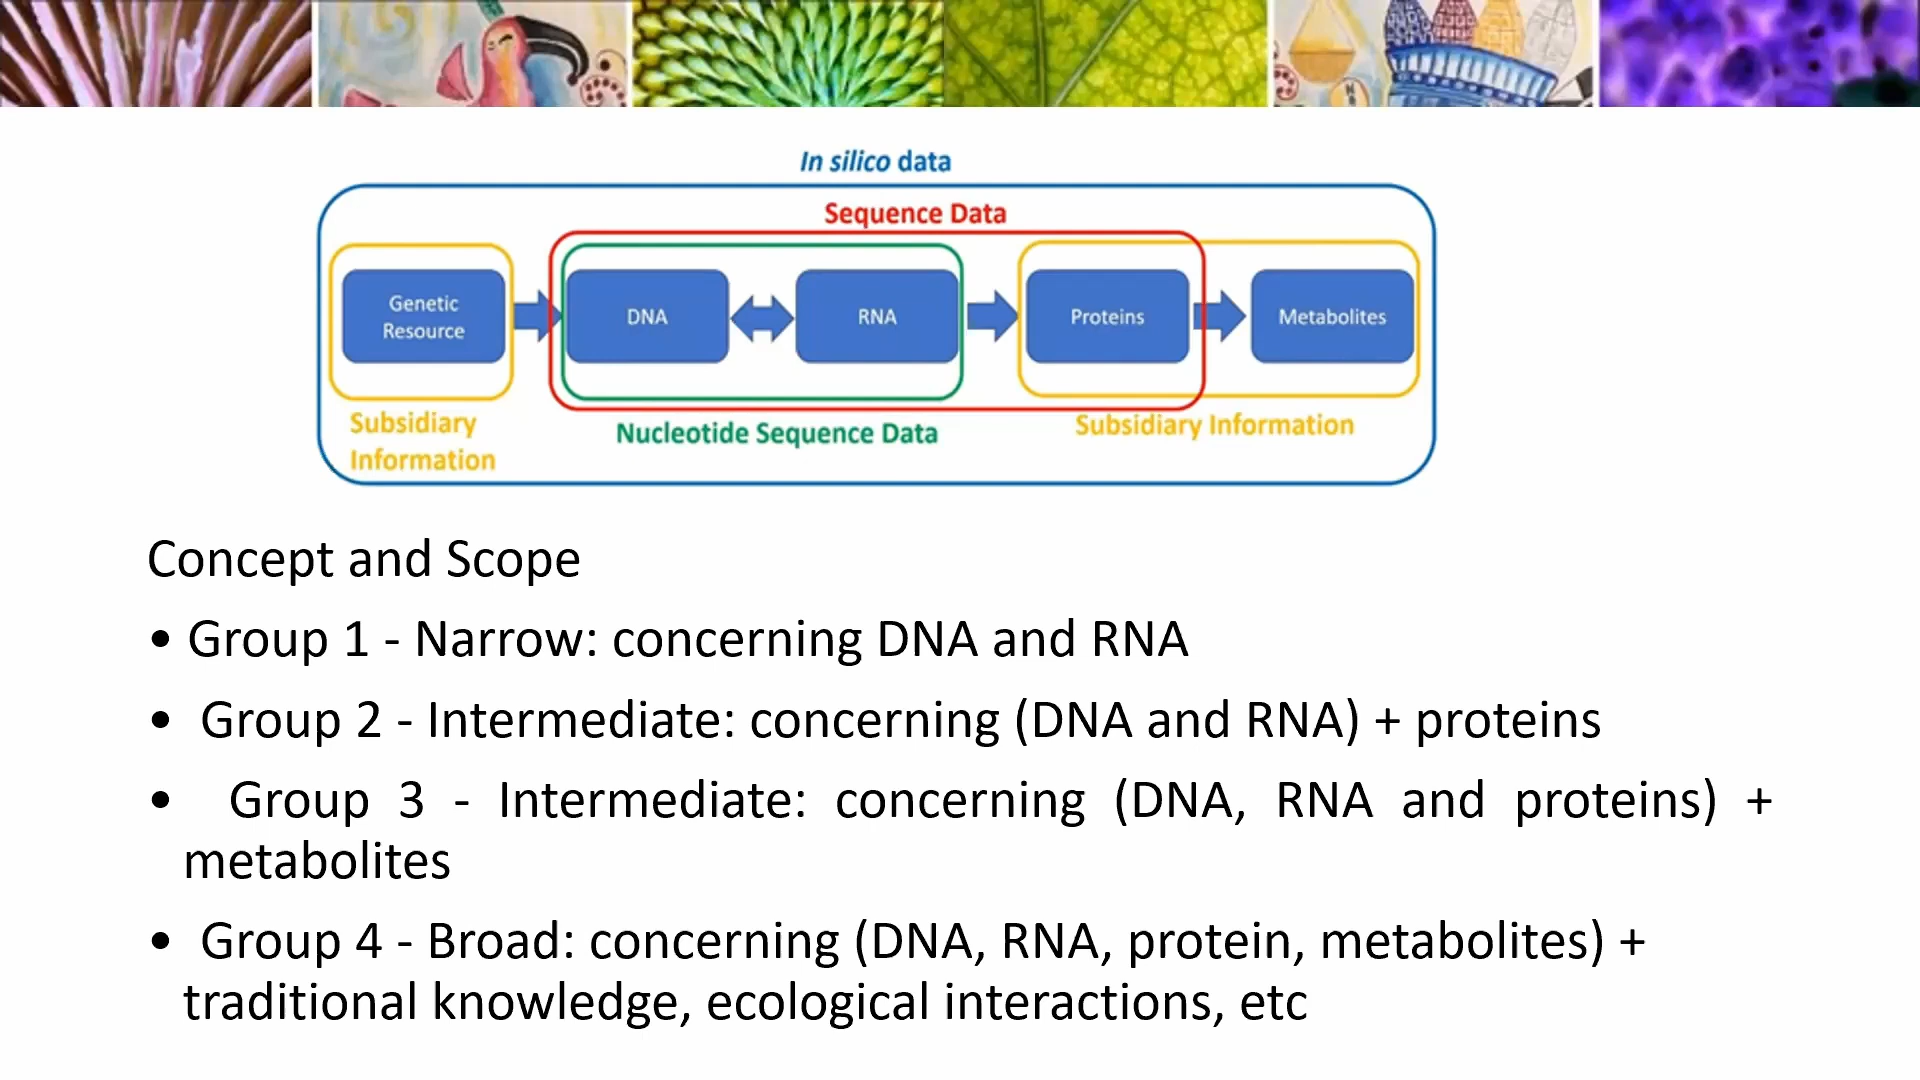 In silico data
Sequence Data
Genetic
Resource
DNA
RNA
Proteins
Metabolites
Subsidiary
Information
Nucleotide Sequence Data
Subsidiary Information
Concept and Scope
• Group 1 - Narrow: concerning DNA and RNA
• Group 2 - Intermediate: concerning (DNA and RNA) + proteins
• Group 3 - Intermediate: concerning (DNA, RNA and proteins) +
metabolites
• Group 4 - Broad: concerning (DNA, RNA, protein, metabolites) +
traditional knowledge, ecological interactions, etc